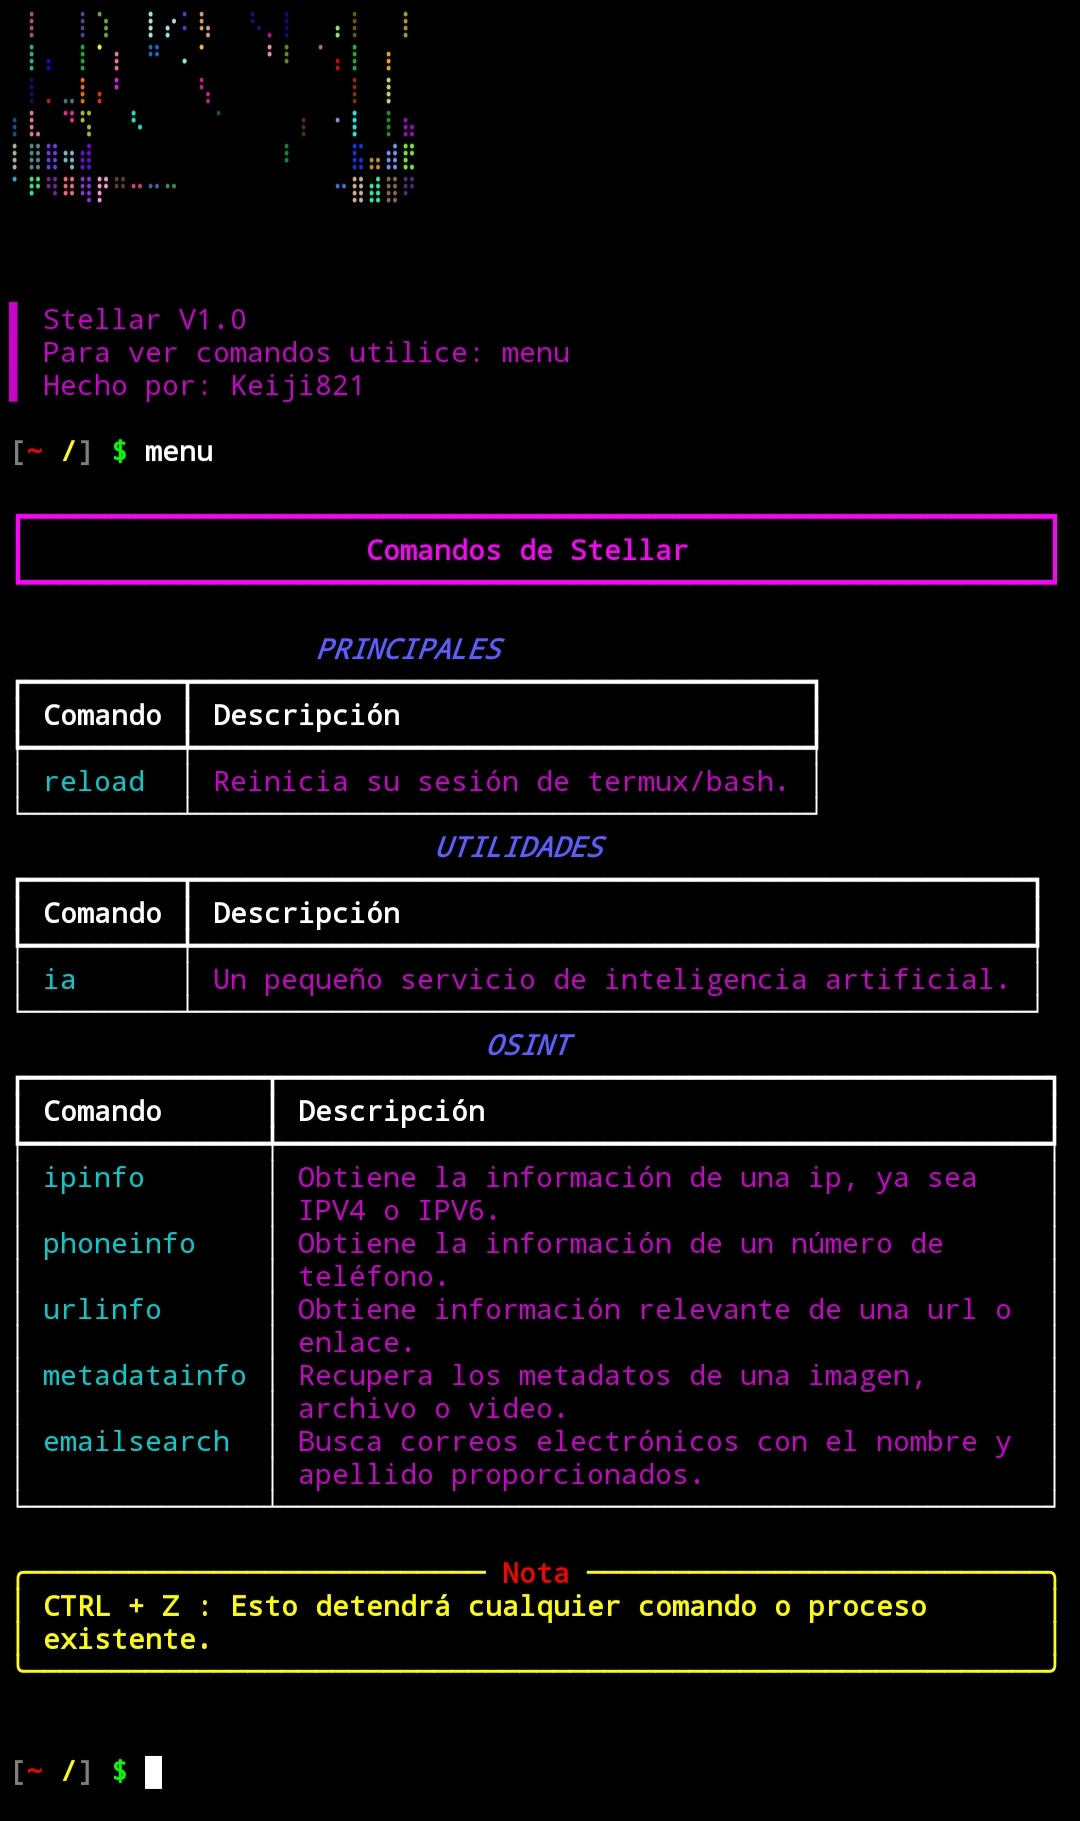 Stellar V1.0
Para ver comandos utilice: menu
Hecho por: Keiji821
[~ /] $ menu
Comandos de Stellar
PRINCIPALES
Comando Descripción
reload Reinicia su sesión de termux/bash.
UTILIDADES
Comando Descripción
ia Un pequeño servicio de inteligencia artificial.
OSINT
Comando Descripción
ipinfo Obtiene la información de una ip, ya sea
IPV4 o IPV6.
phoneinfo Obtiene la información de un número de
teléfono.
urlinfo Obtiene información relevante de una url o
enlace.
metadatainfo Recupera los metadatos de una imagen,
archivo o video.
emailsearch Busca correos electrónicos con el nombre y
apellido proporcionados.
Nota
CTRL + Z : Esto detendrá cualquier comando o proceso
existente.
[~ /] $